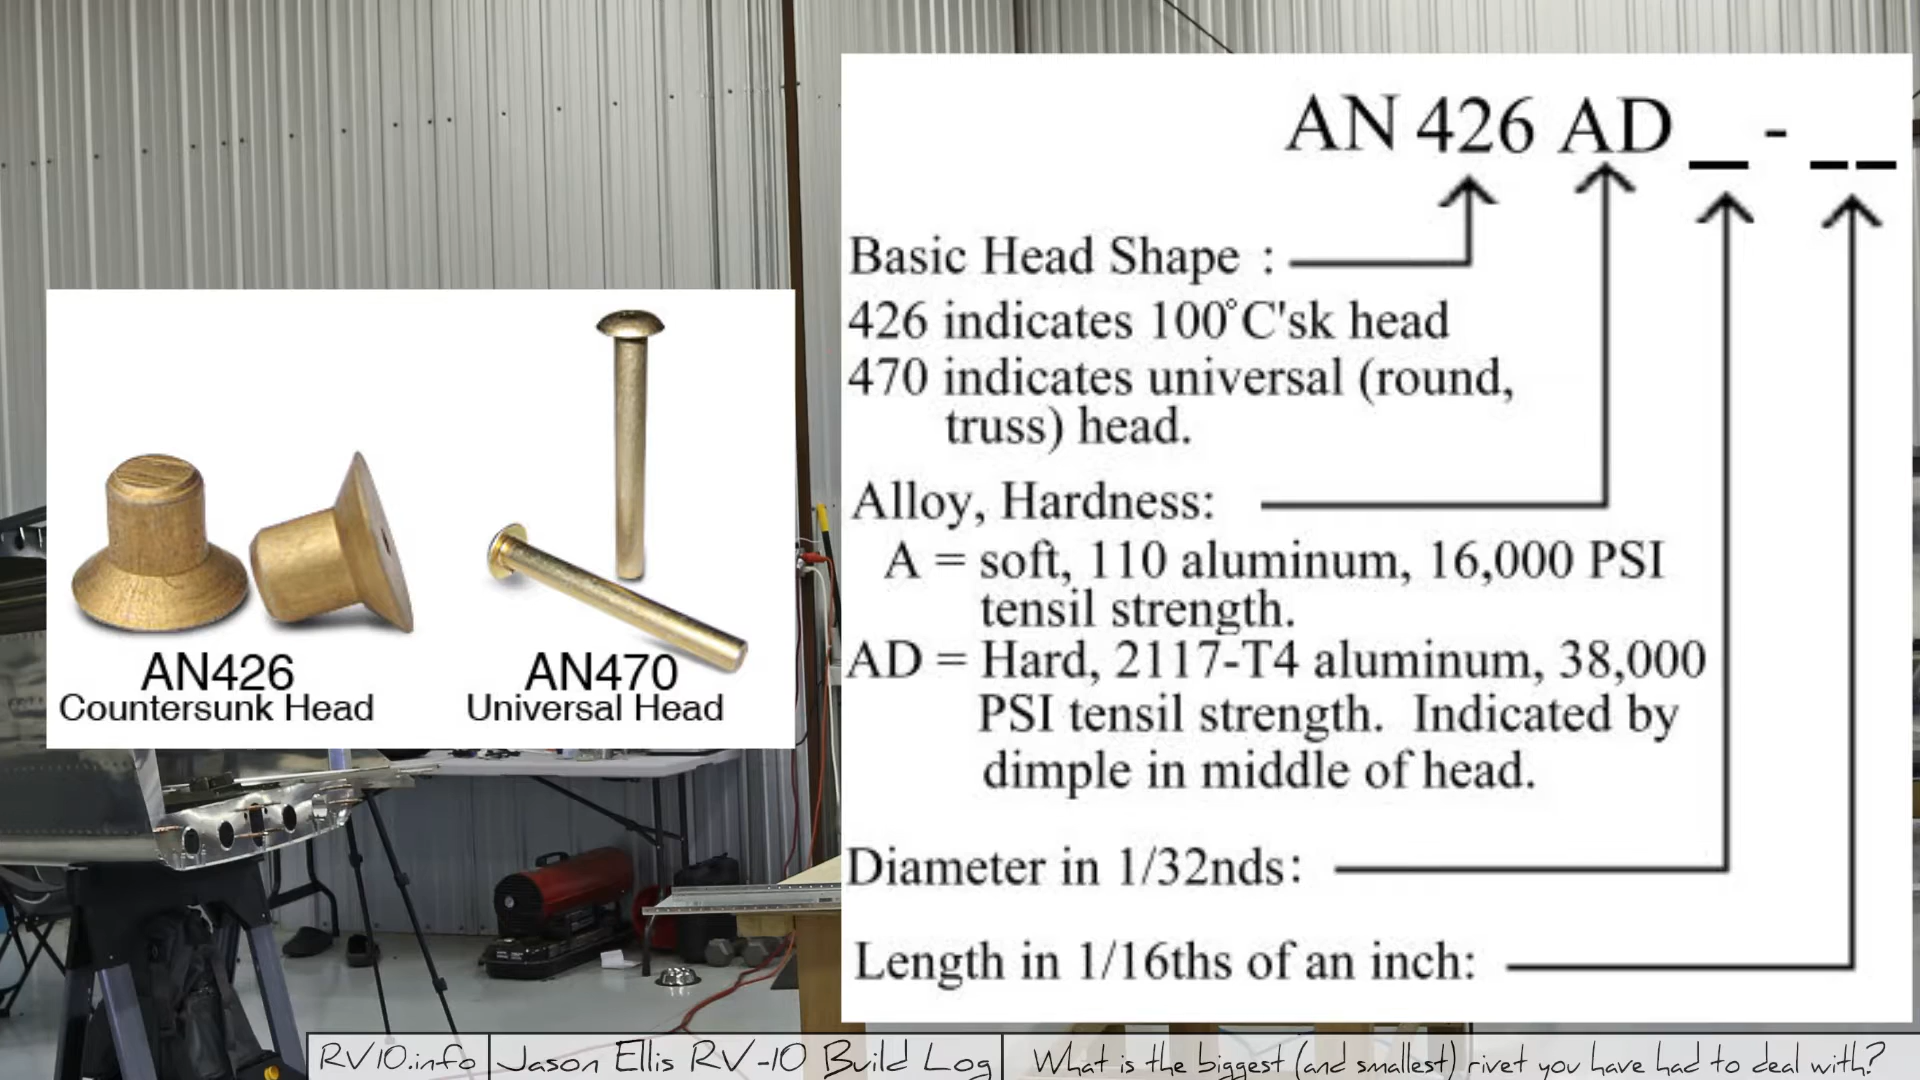 AN 426 AD _ - _ _
Basic Head Shape :
426 indicates 100°C'sk head
470 indicates universal (round,
truss) head.
Alloy, Hardness:
A = soft, 110 aluminum, 16,000 PSI
tensil strength.
AD = Hard, 2117-T4 aluminum, 38,000
PSI tensil strength. Indicated by
dimple in middle of head.
Diameter in 1/32nds:
Length in 1/16ths of an inch:
AN426
Countersunk Head
AN470
Universal Head
RV10.info
Jason Ellis RV-10 Build Log
What is the biggest (and smallest) rivet you have had to deal with?